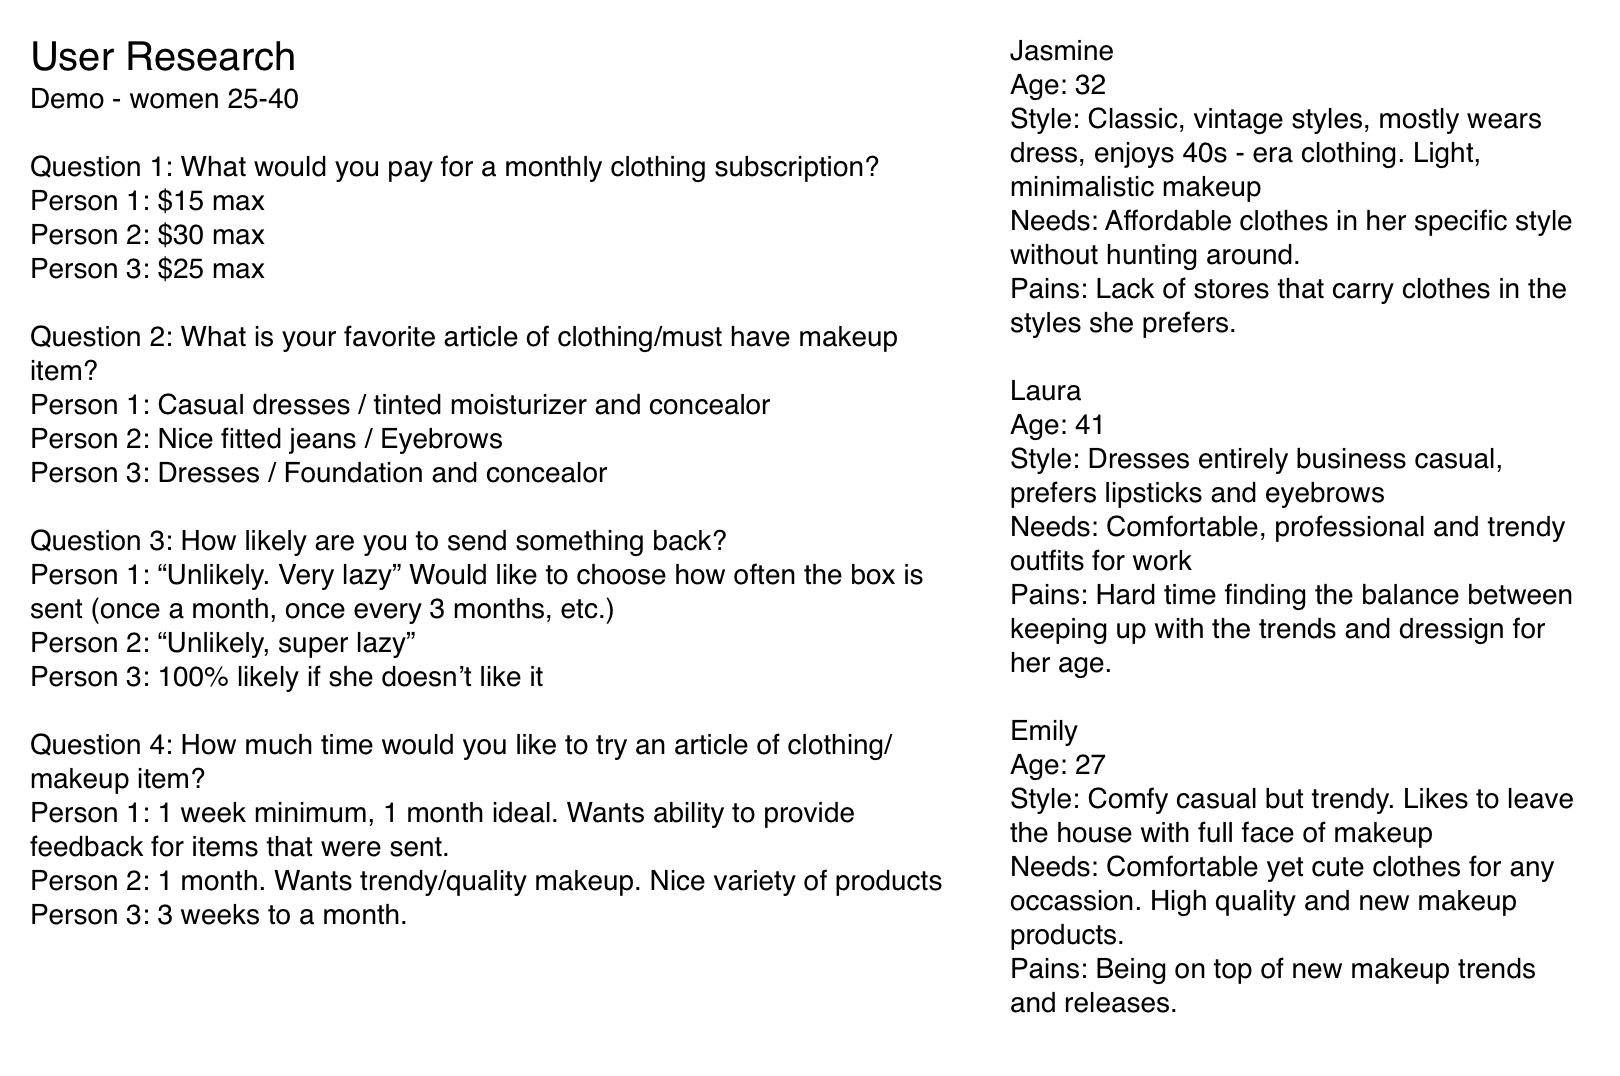 User Research
Demo - women 25-40
Question 1: What would you pay for a monthly clothing subscription?
Person 1: $15 max
Person 2: $30 max
Person 3: $25 max
Question 2: What is your favorite article of clothing/must have makeup
item?
Person 1: Casual dresses / tinted moisturizer and concealor
Person 2: Nice fitted jeans / Eyebrows
Person 3: Dresses / Foundation and concealor
Question 3: How likely are you to send something back?
Person 1: “Unlikely. Very lazy” Would like to choose how often the box is
sent (once a month, once every 3 months, etc.)
Person 2: “Unlikely, super lazy”
Person 3: 100% likely if she doesn’t like it
Question 4: How much time would you like to try an article of clothing/
makeup item?
Person 1: 1 week minimum, 1 month ideal. Wants ability to provide
feedback for items that were sent.
Person 2: 1 month. Wants trendy/quality makeup. Nice variety of products
Person 3: 3 weeks to a month.
Jasmine
Age: 32
Style: Classic, vintage styles, mostly wears
dress, enjoys 40s - era clothing. Light,
minimalistic makeup
Needs: Affordable clothes in her specific style
without hunting around.
Pains: Lack of stores that carry clothes in the
styles she prefers.
Laura
Age: 41
Style: Dresses entirely business casual,
prefers lipsticks and eyebrows
Needs: Comfortable, professional and trendy
outfits for work
Pains: Hard time finding the balance between
keeping up with the trends and dressign for
her age.
Emily
Age: 27
Style: Comfy casual but trendy. Likes to leave
the house with full face of makeup
Needs: Comfortable yet cute clothes for any
occassion. High quality and new makeup
products.
Pains: Being on top of new makeup trends
and releases.